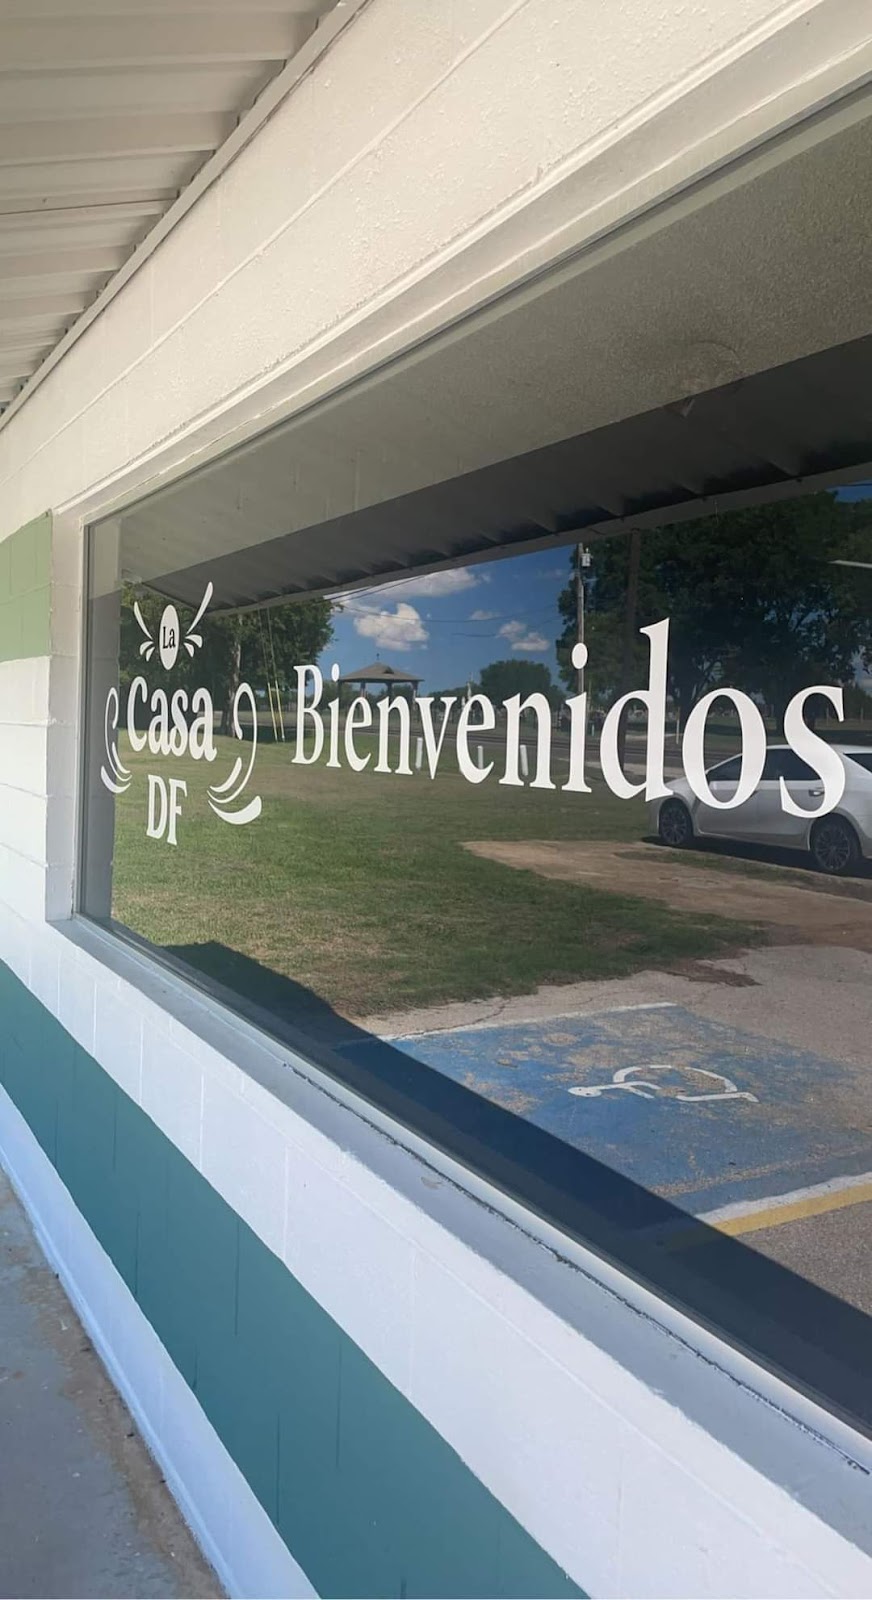 La
Casa
DF
Bienvenidos